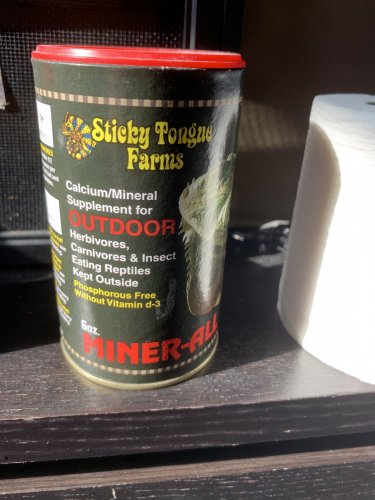 Sticky Tongue
Farms
Calcium/Mineral
Supplement for
OUTDOOR
Herbivores,
Carnivores & Insect
Eating Reptiles
Kept Outside
Phosphorous Free
Without Vitamin d-3
6oz.
MINER-ALL